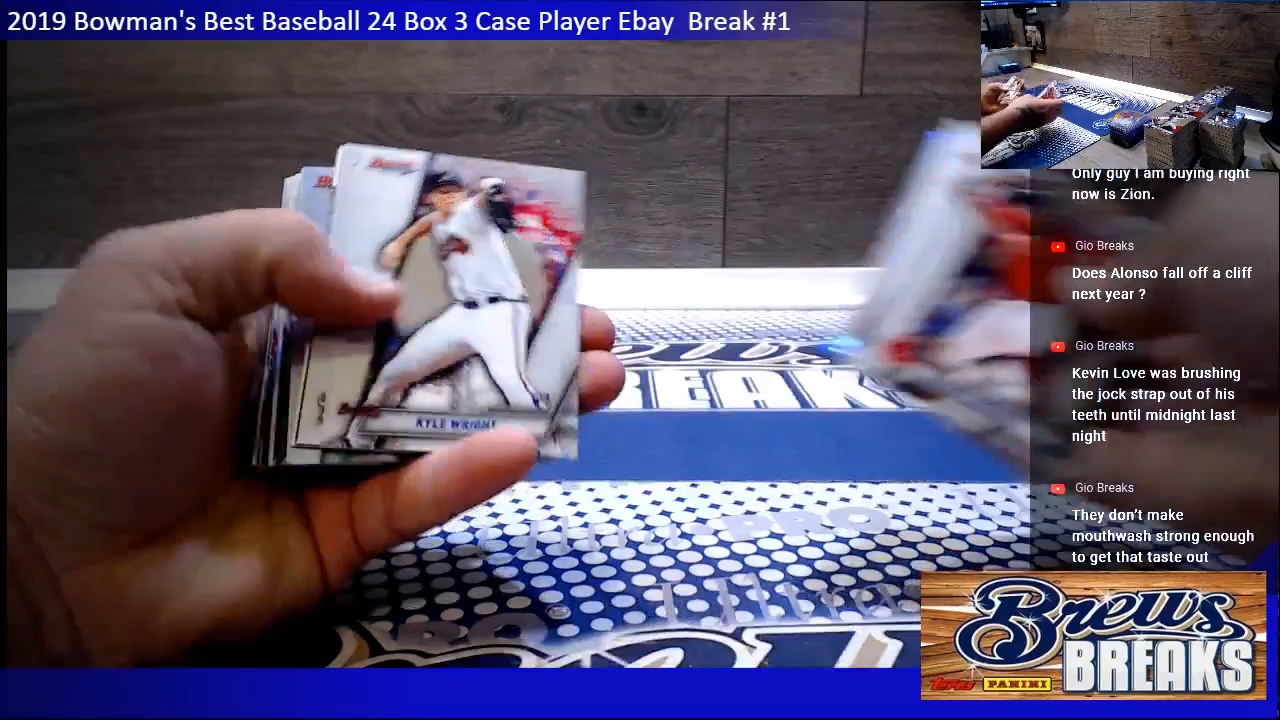 2019 Bowman's Best Baseball 24 Box 3 Case Player Ebay Break #1
Only guy I am buying right
now is Zion.
Gio Breaks
Does Alonso fall off a cliff
next year ?
Gio Breaks
Kevin Love was brushing
the jock strap out of his
teeth until midnight last
night
Gio Breaks
They don't make
mouthwash strong enough
to get that taste out
KYLE WRIGHT
BREAKS
PRO
Ultra
Brews
BREAKS
TOPPS PANINI